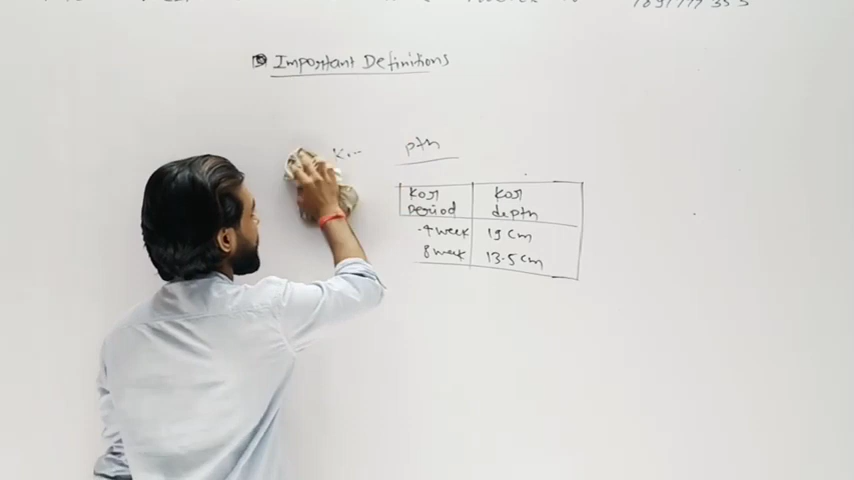 Important Definitions
pth
Kor period Kor depth
4 week 19 cm
8 week 13.5 cm